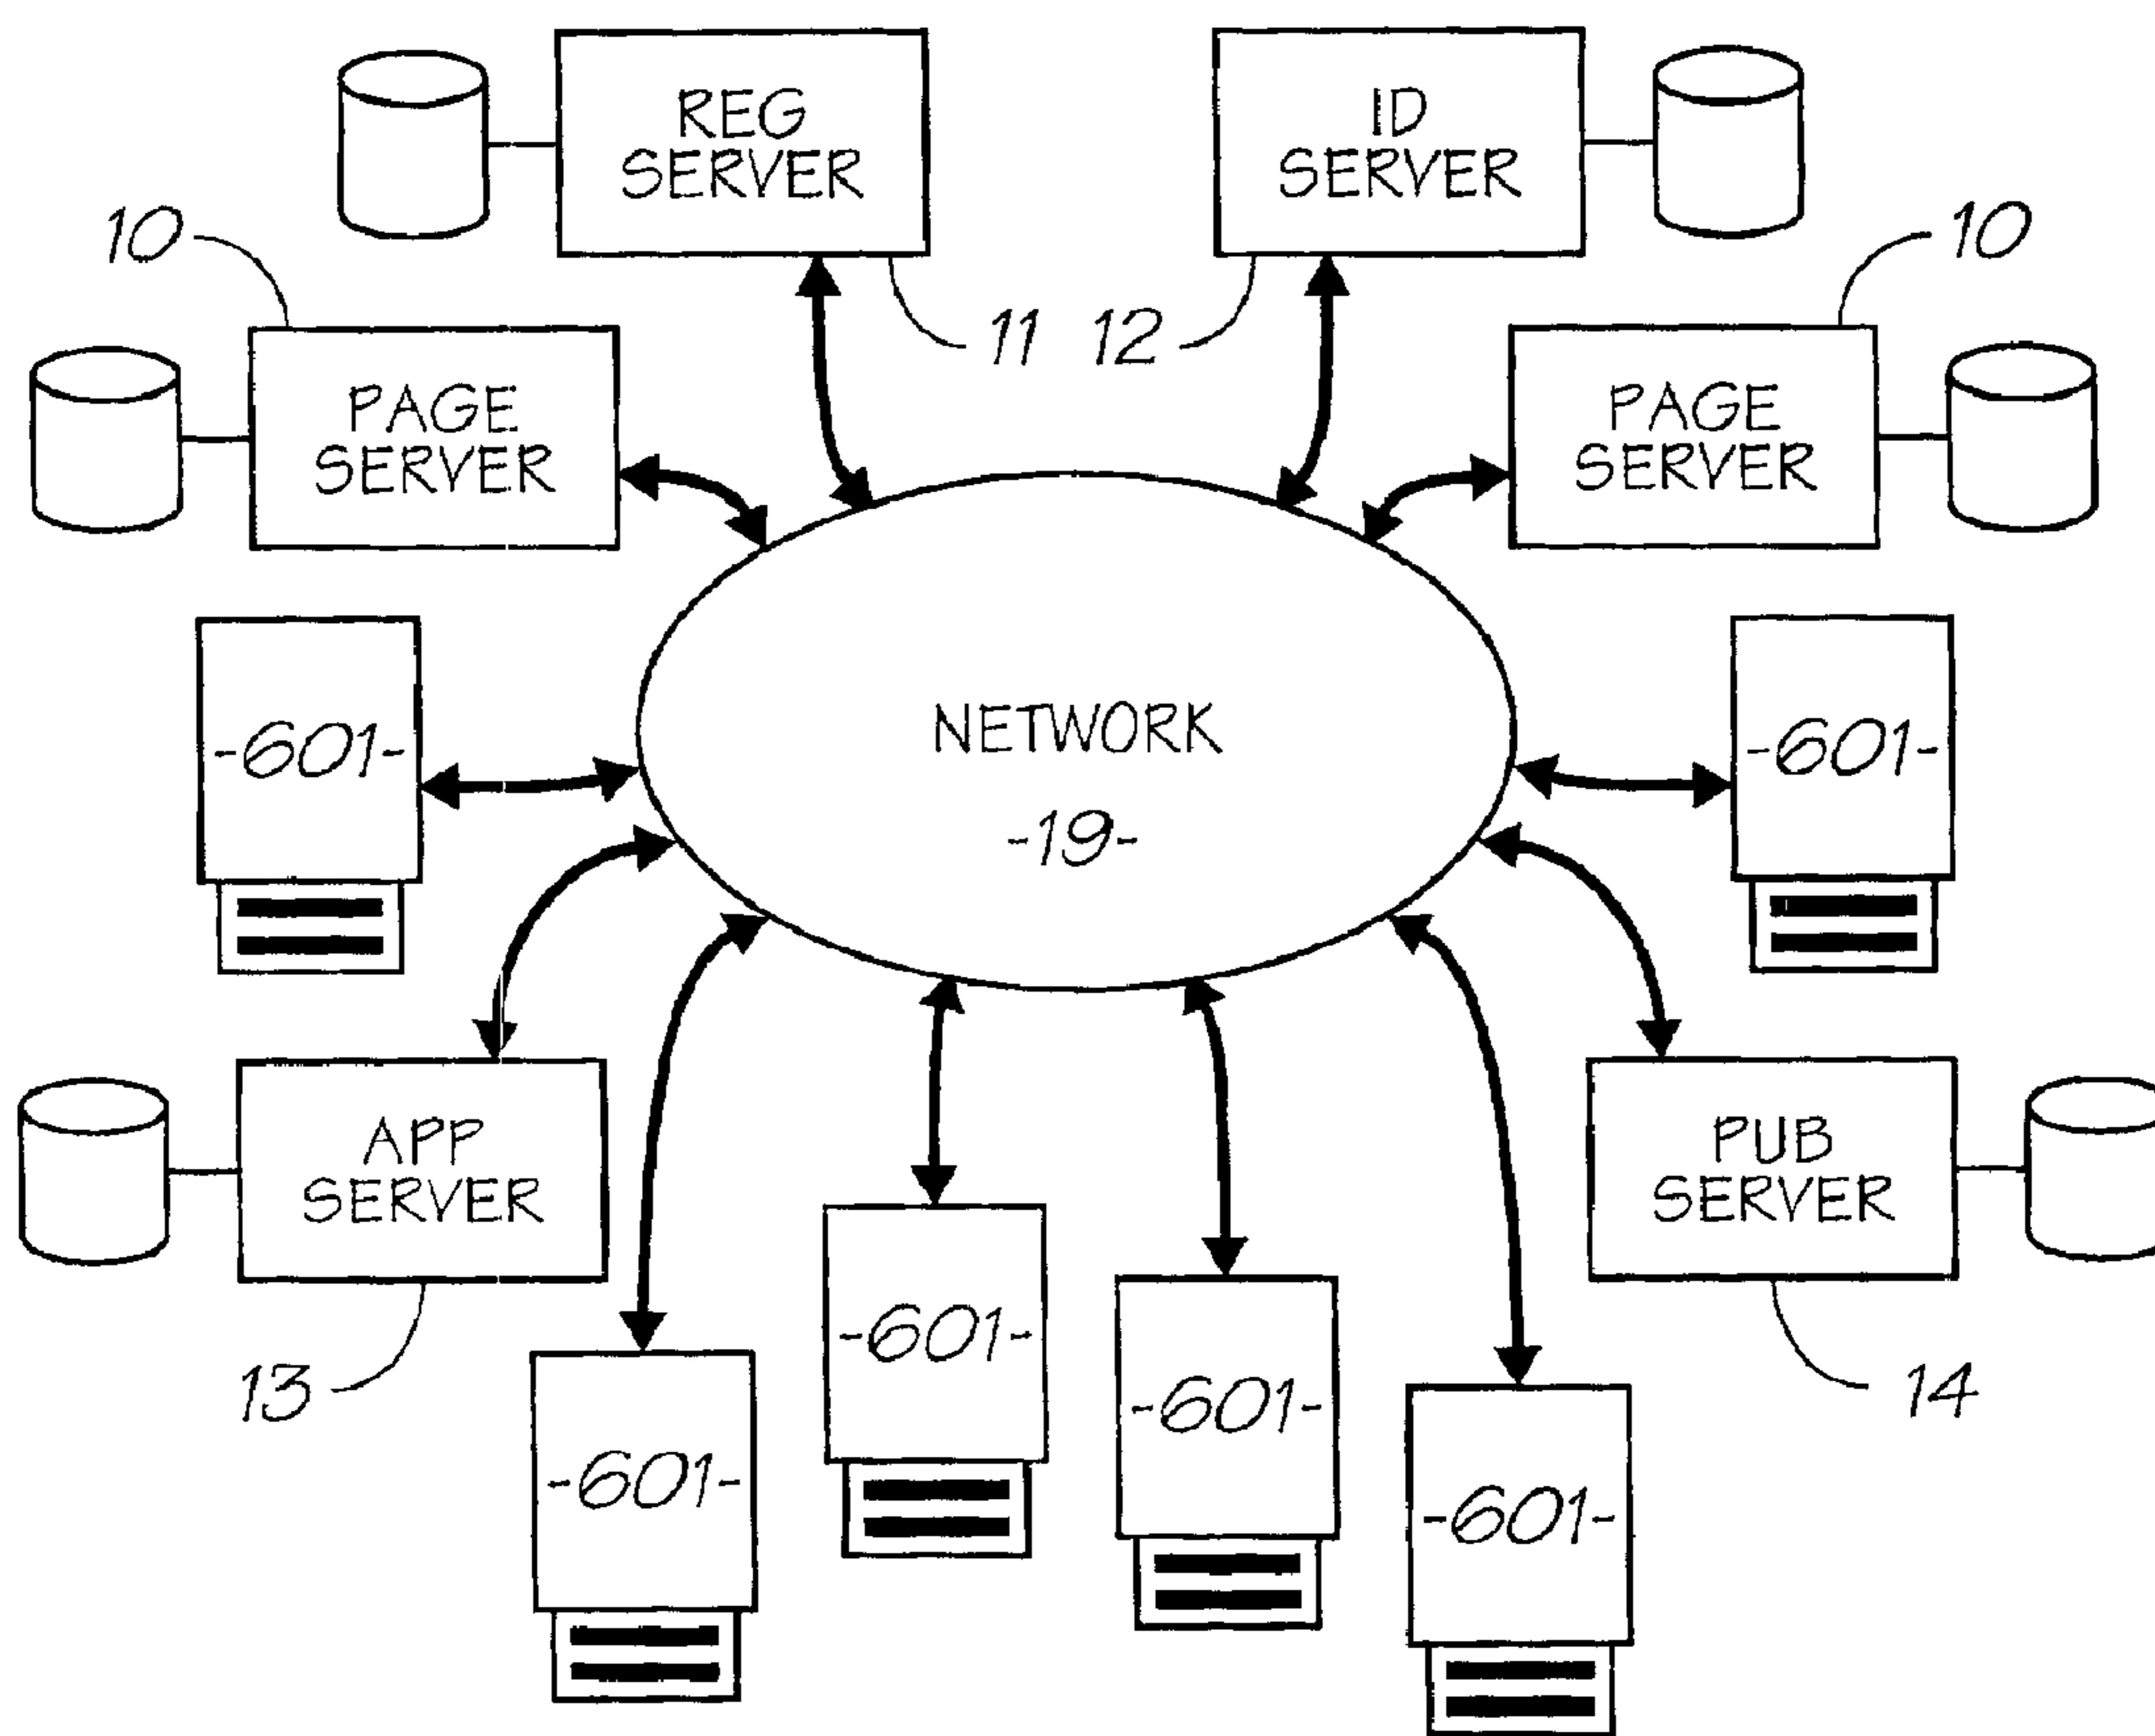 REG
SERVER
ID
SERVER
10
10
11
12
PAGE
SERVER
PAGE
SERVER
-601-
NETWORK
-19-
-601-
APP
SERVER
PUB
SERVER
13
-601-
-601-
-601-
-601-
14